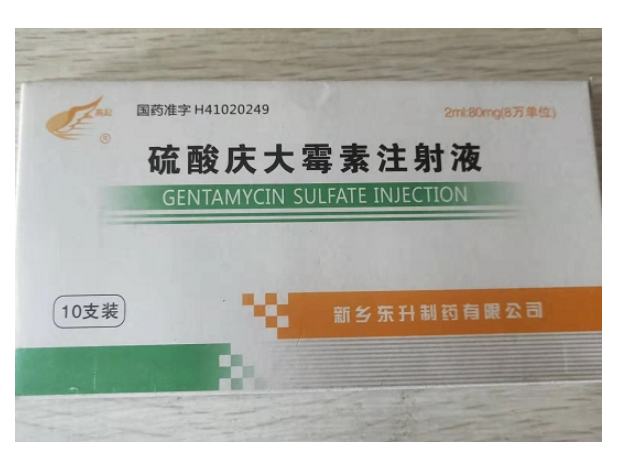 国药准字 H41020249
2ml:80mg(8万单位)
®
硫酸庆大霉素注射液
GENTAMYCIN SULFATE INJECTION
10支装
新乡东升制药有限公司